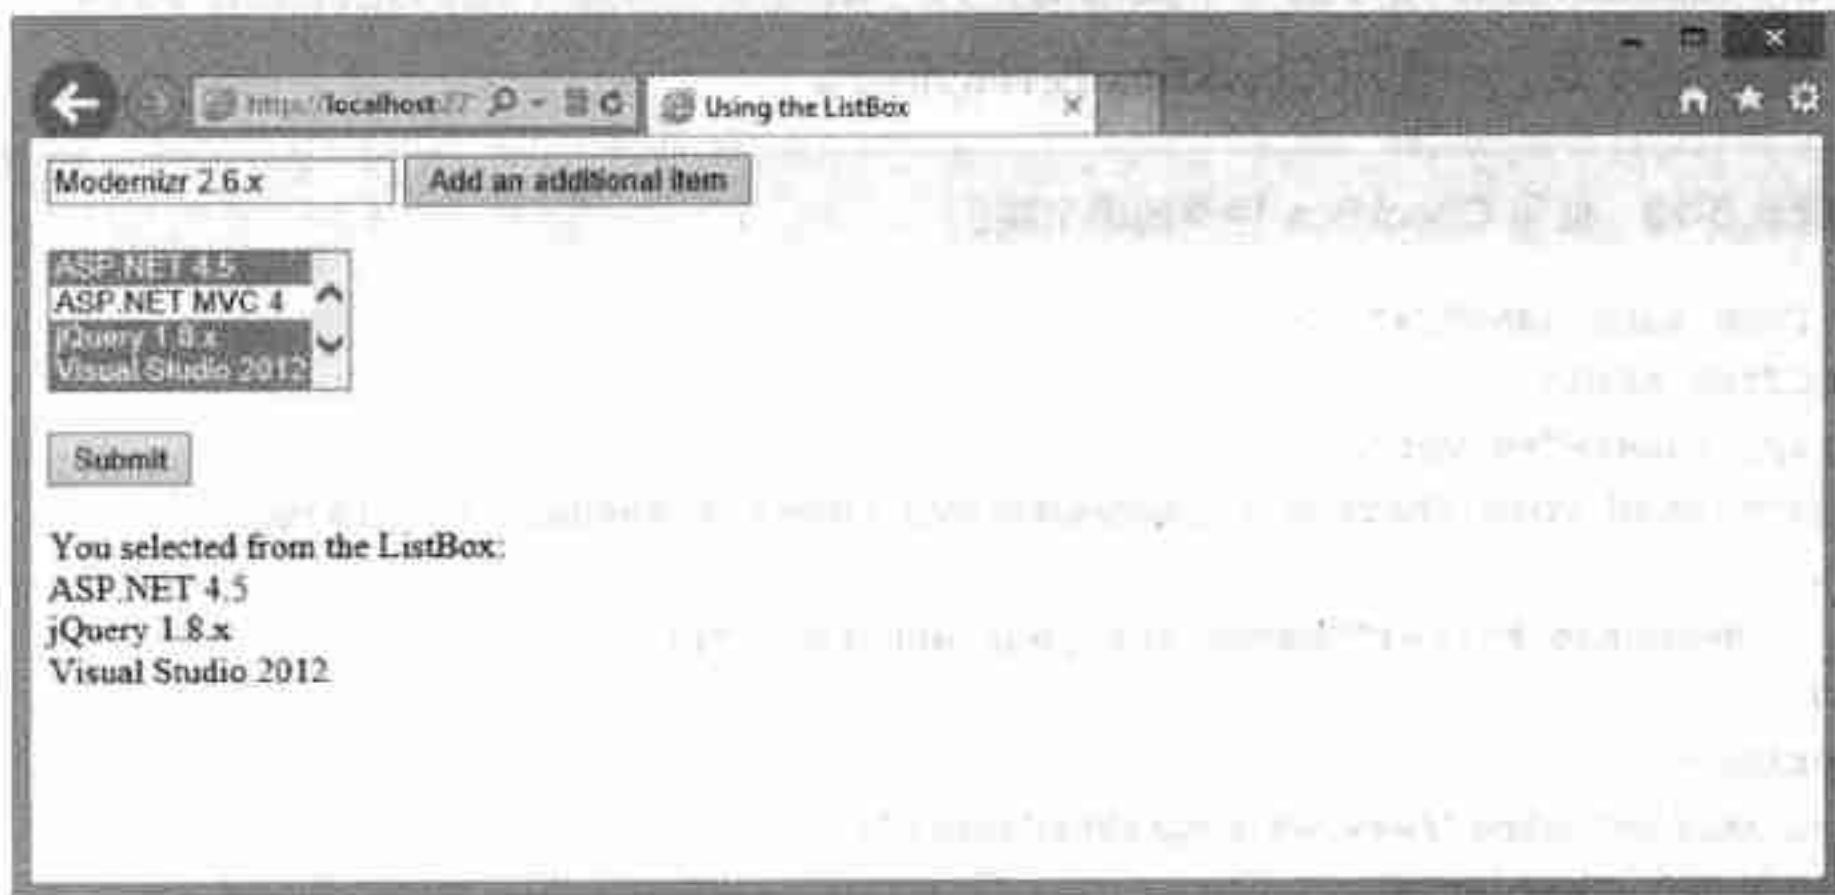 localhost
Using the ListBox
Modernizr 2.6.x
Add an additional item
ASP.NET 4.5
ASP.NET MVC 4
jQuery 1.8.x
Visual Studio 2012
Submit
You selected from the ListBox:
ASP.NET 4.5
jQuery 1.8.x
Visual Studio 2012